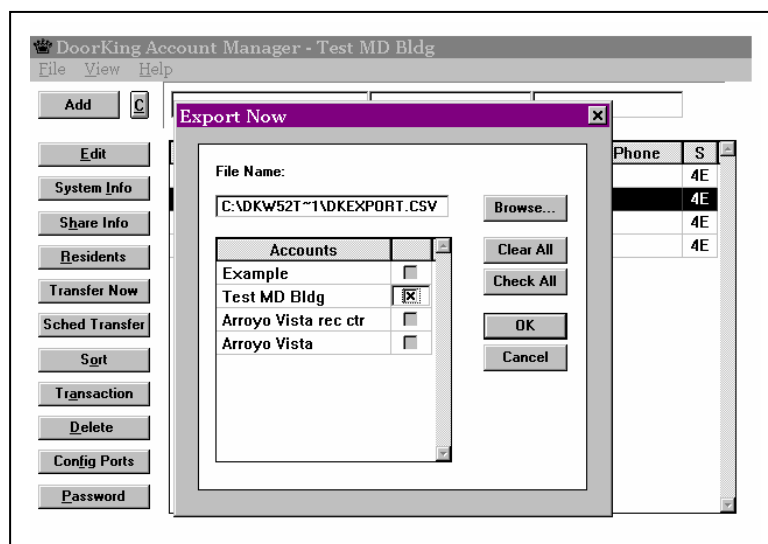 DoorKing Account Manager - Test MD Bldg
File View Help
Add C
Export Now
Edit
System Info
Share Info
Residents
Transfer Now
Sched Transfer
Sort
Transaction
Delete
Config Ports
Password
File Name:
C:\DKW52T~1\DKEXPORT.CSV
Browse...
Accounts
Example
Test MD Bldg
Arroyo Vista rec ctr
Arroyo Vista
Clear All
Check All
OK
Cancel
Phone S
4E
4E
4E
4E